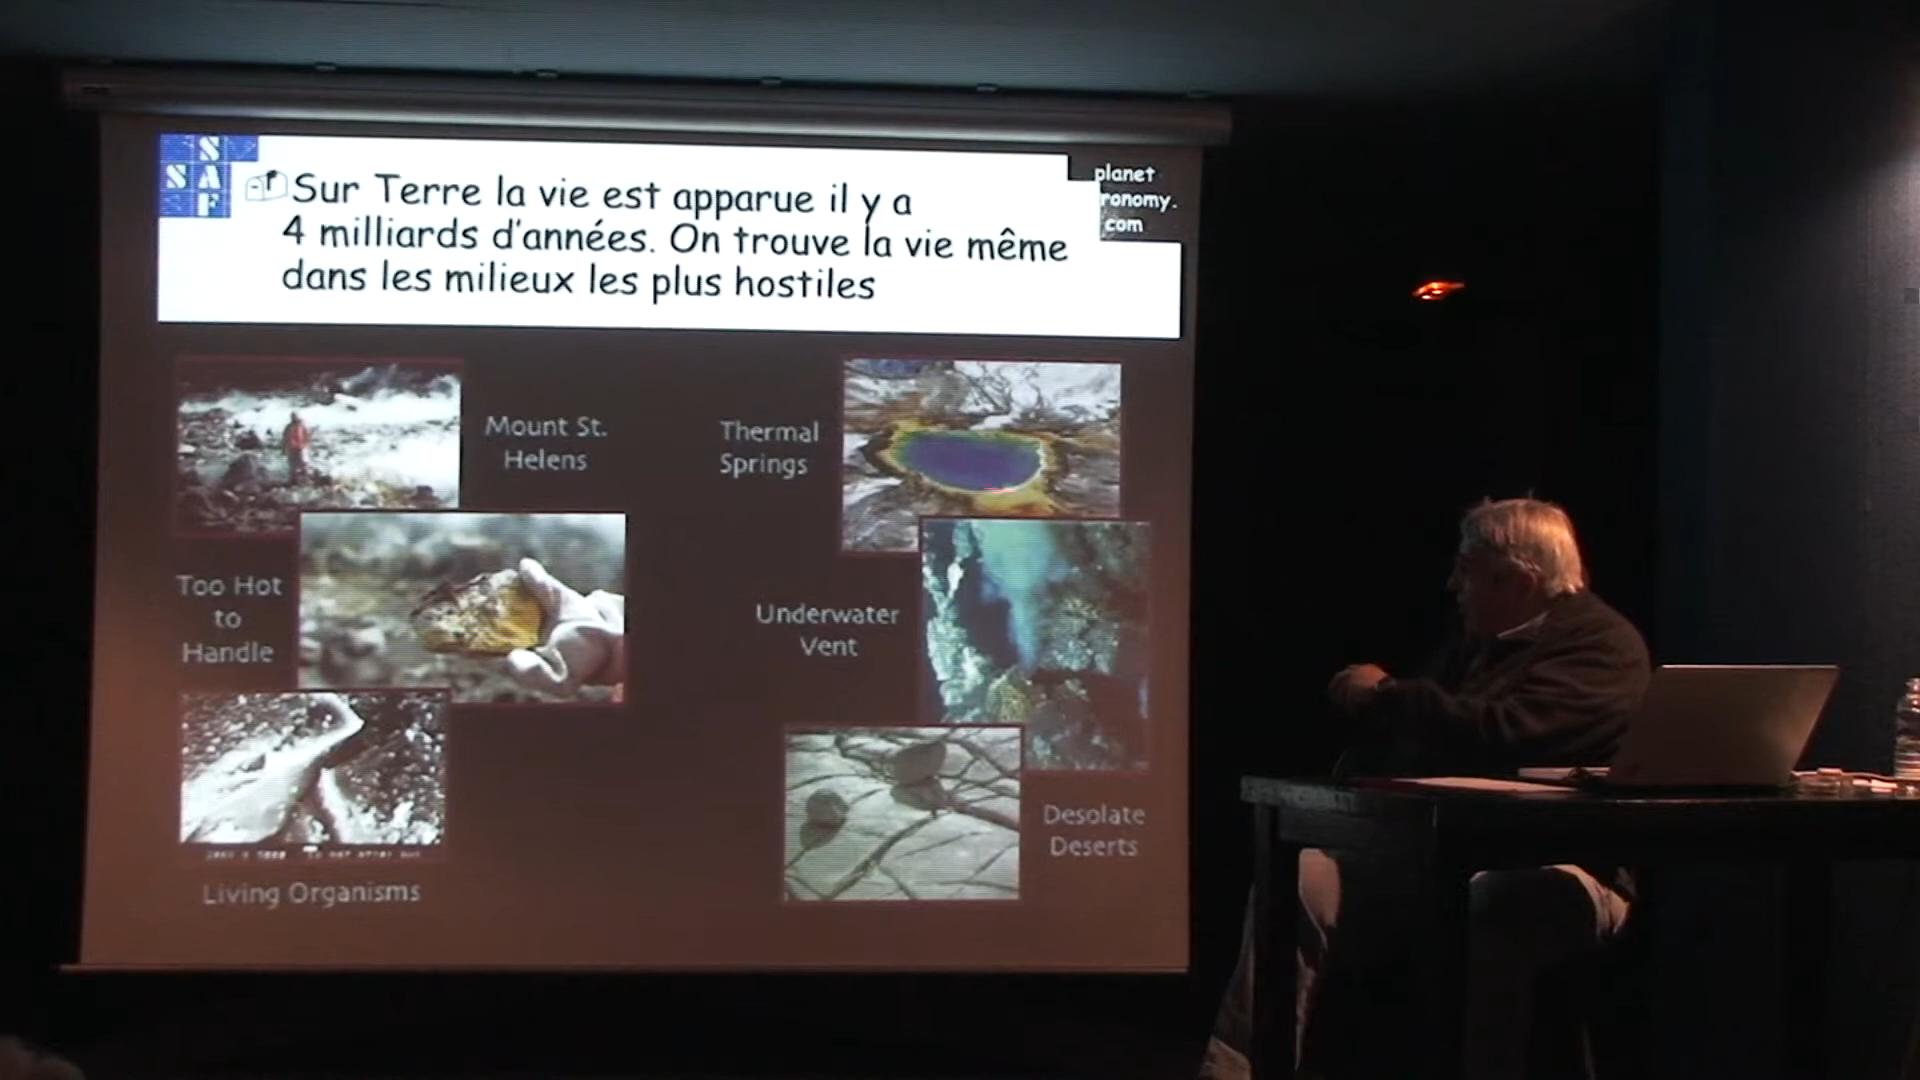 S
S A
F
Sur Terre la vie est apparue il y a
4 milliards d'années. On trouve la vie même
dans les milieux les plus hostiles
planet
ronomy.
com
Mount St.
Helens
Thermal
Springs
Too Hot
to
Handle
Underwater
Vent
Desolate
Deserts
Living Organisms